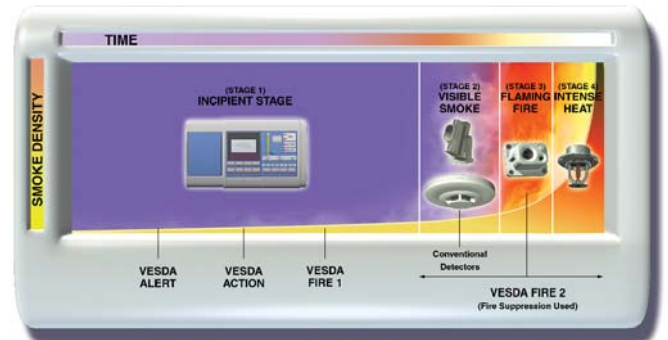 TIME
SMOKE DENSITY
(STAGE 1)
INCIPIENT STAGE
(STAGE 2)
VISIBLE
SMOKE
(STAGE 3)
FLAMING
FIRE
(STAGE 4)
INTENSE
HEAT
VESDA
ALERT
VESDA
ACTION
VESDA
FIRE 1
Conventional
Detectors
VESDA FIRE 2
(Fire Suppression Used)